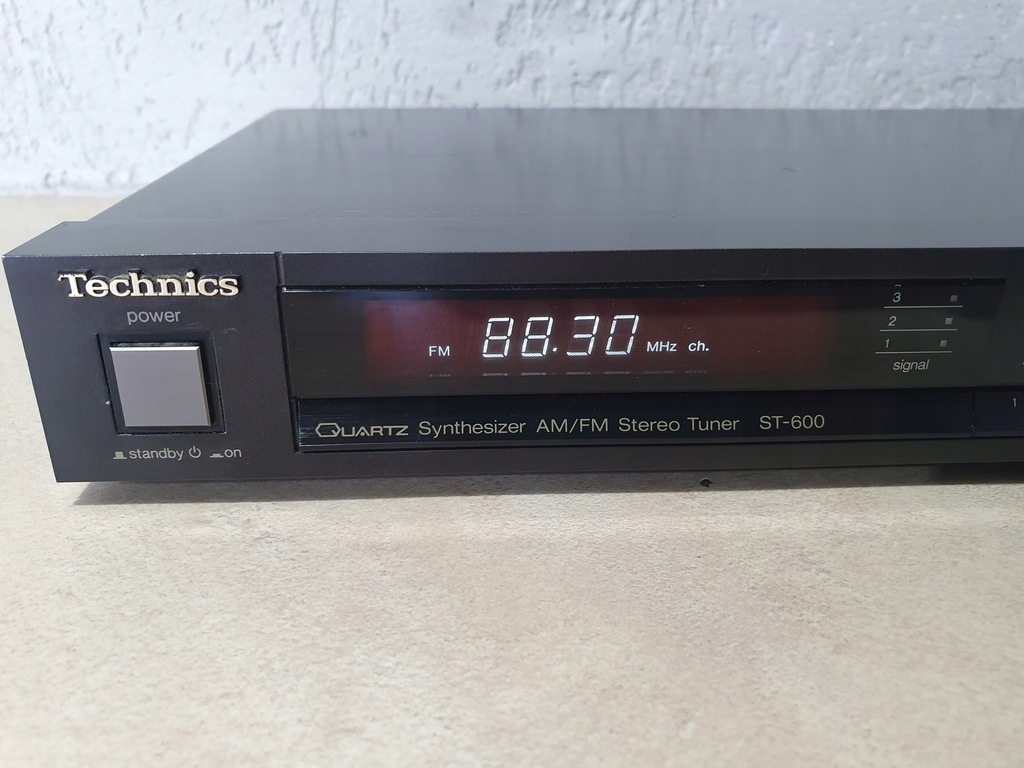 Technics
power
standby ⏻ on
FM 88.30 MHz ch.
3
2
1
signal
QUARTZ Synthesizer AM/FM Stereo Tuner ST-600
1